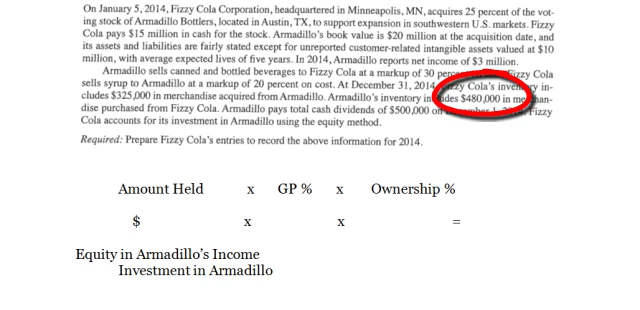 On January 5, 2014, Fizzy Cola Corporation, headquartered in Minneapolis, MN, acquires 25 percent of the vot-
ing stock of Armadillo Bottlers, located in Austin, TX, to support expansion in southwestern U.S. markets. Fizzy
Cola pays $15 million in cash for the stock. Armadillo's book value is $20 million at the acquisition date, and
its assets and liabilities are fairly stated except for unreported customer-related intangible assets valued at $10
million, with average expected lives of five years. In 2014, Armadillo reports net income of $3 million.
Armadillo sells canned and bottled beverages to Fizzy Cola at a markup of 30 Fizzy Cola
sells syrup to Armadillo at a markup of 20 percent on cost. At December 31, 2014 Cola's inventory in-
cludes $325,000 in merchandise acquired from Armadillo. Armadillo's inventory $480,000 in
dise purchased from Fizzy Cola. Armadillo pays total cash dividends of $500,000 Fizzy
Cola accounts for its investment in Armadillo using the equity method.
Required: Prepare Fizzy Cola's entries to record the above information for 2014.
Amount Held x GP % x Ownership %
$ x x =
Equity in Armadillo's Income
Investment in Armadillo